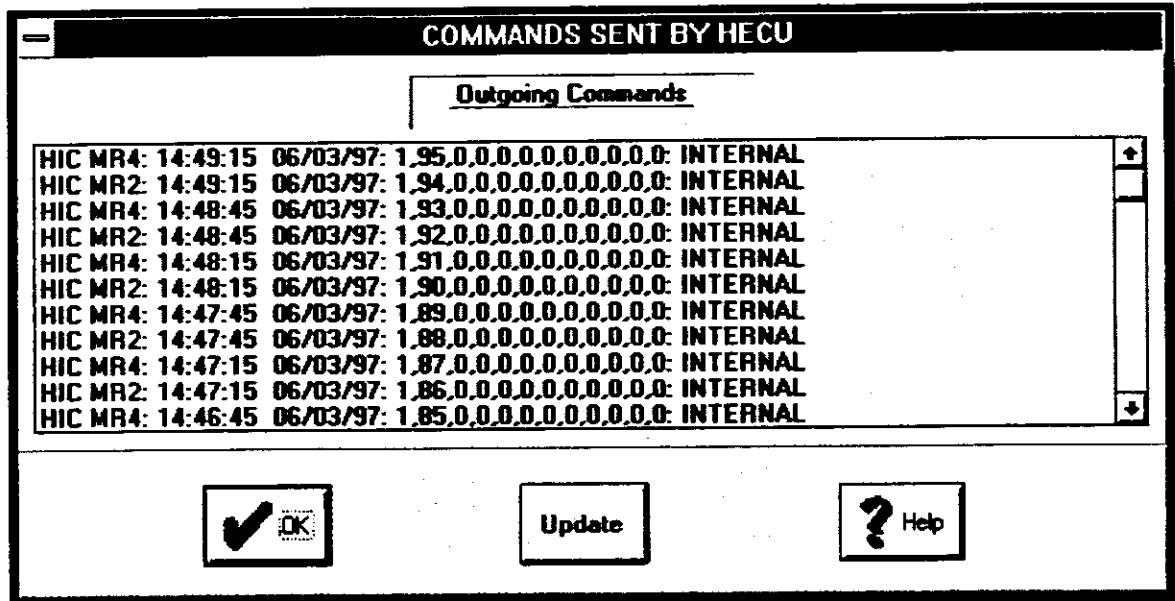 COMMANDS SENT BY HECU
Outgoing Commands
HIC MR4: 14:49:15 06/03/97: 1,95,0,0,0,0,0,0,0,0,0: INTERNAL
HIC MR2: 14:49:15 06/03/97: 1,94,0,0,0,0,0,0,0,0,0: INTERNAL
HIC MR4: 14:48:45 06/03/97: 1,93,0,0,0,0,0,0,0,0,0: INTERNAL
HIC MR2: 14:48:45 06/03/97: 1,92,0,0,0,0,0,0,0,0,0: INTERNAL
HIC MR4: 14:48:15 06/03/97: 1,91,0,0,0,0,0,0,0,0,0: INTERNAL
HIC MR2: 14:48:15 06/03/97: 1,90,0,0,0,0,0,0,0,0,0: INTERNAL
HIC MR4: 14:47:45 06/03/97: 1,89,0,0,0,0,0,0,0,0,0: INTERNAL
HIC MR2: 14:47:45 06/03/97: 1,88,0,0,0,0,0,0,0,0,0: INTERNAL
HIC MR4: 14:47:15 06/03/97: 1,87,0,0,0,0,0,0,0,0,0: INTERNAL
HIC MR2: 14:47:15 06/03/97: 1,86,0,0,0,0,0,0,0,0,0: INTERNAL
HIC MR4: 14:46:45 06/03/97: 1,85,0,0,0,0,0,0,0,0,0: INTERNAL
OK Update Help